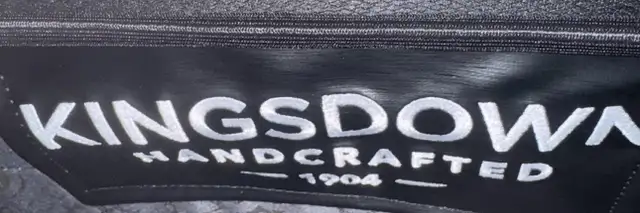 KINGSDOWN
HANDCRAFTED
— 1904 —